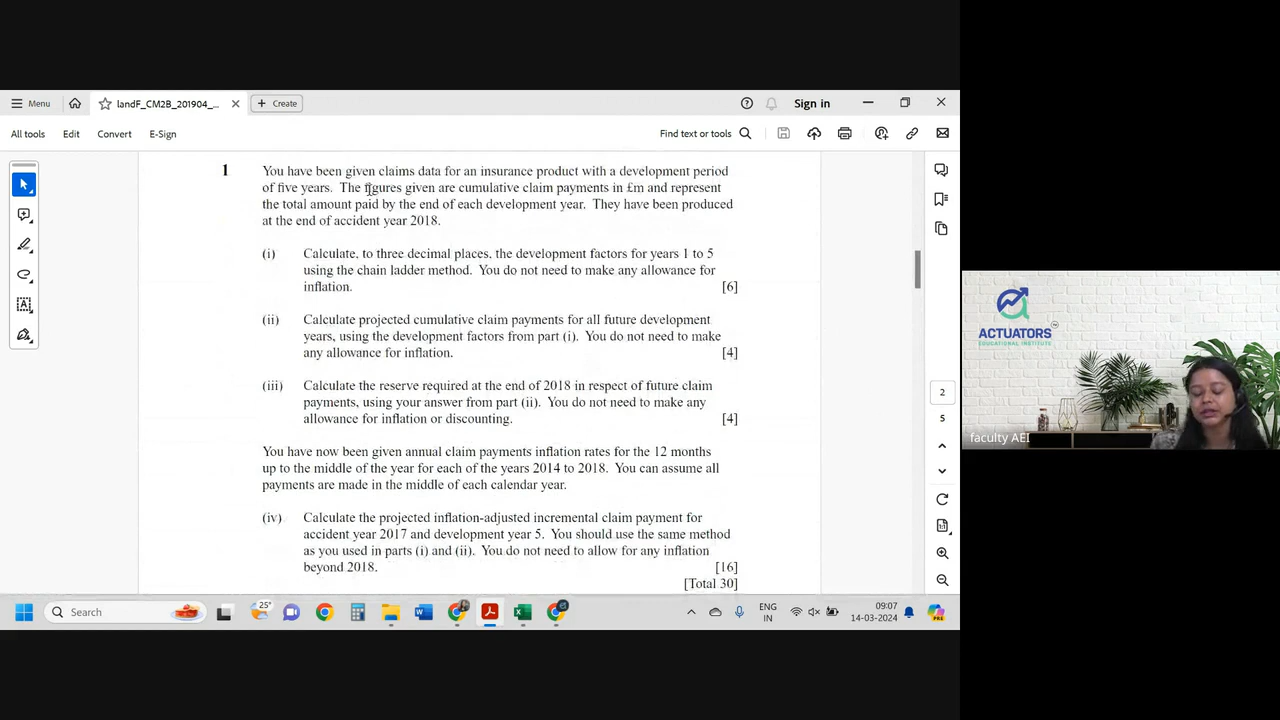 Menu
landF_CM2B_201904_...
Create
Sign in
All tools
Edit
Convert
E-Sign
Find text or tools
1
You have been given claims data for an insurance product with a development period
of five years. The figures given are cumulative claim payments in £m and represent
the total amount paid by the end of each development year. They have been produced
at the end of accident year 2018.
(i) Calculate, to three decimal places, the development factors for years 1 to 5
using the chain ladder method. You do not need to make any allowance for
inflation. [6]
(ii) Calculate projected cumulative claim payments for all future development
years, using the development factors from part (i). You do not need to make
any allowance for inflation. [4]
(iii) Calculate the reserve required at the end of 2018 in respect of future claim
payments, using your answer from part (ii). You do not need to make any
allowance for inflation or discounting. [4]
You have now been given annual claim payments inflation rates for the 12 months
up to the middle of the year for each of the years 2014 to 2018. You can assume all
payments are made in the middle of each calendar year.
(iv) Calculate the projected inflation-adjusted incremental claim payment for
accident year 2017 and development year 5. You should use the same method
as you used in parts (i) and (ii). You do not need to allow for any inflation
beyond 2018. [16]
[Total 30]
2
5
ACTUATORS
EDUCATIONAL INSTITUTE
faculty AEI
Search
25°
ENG
IN
09:07
14-03-2024